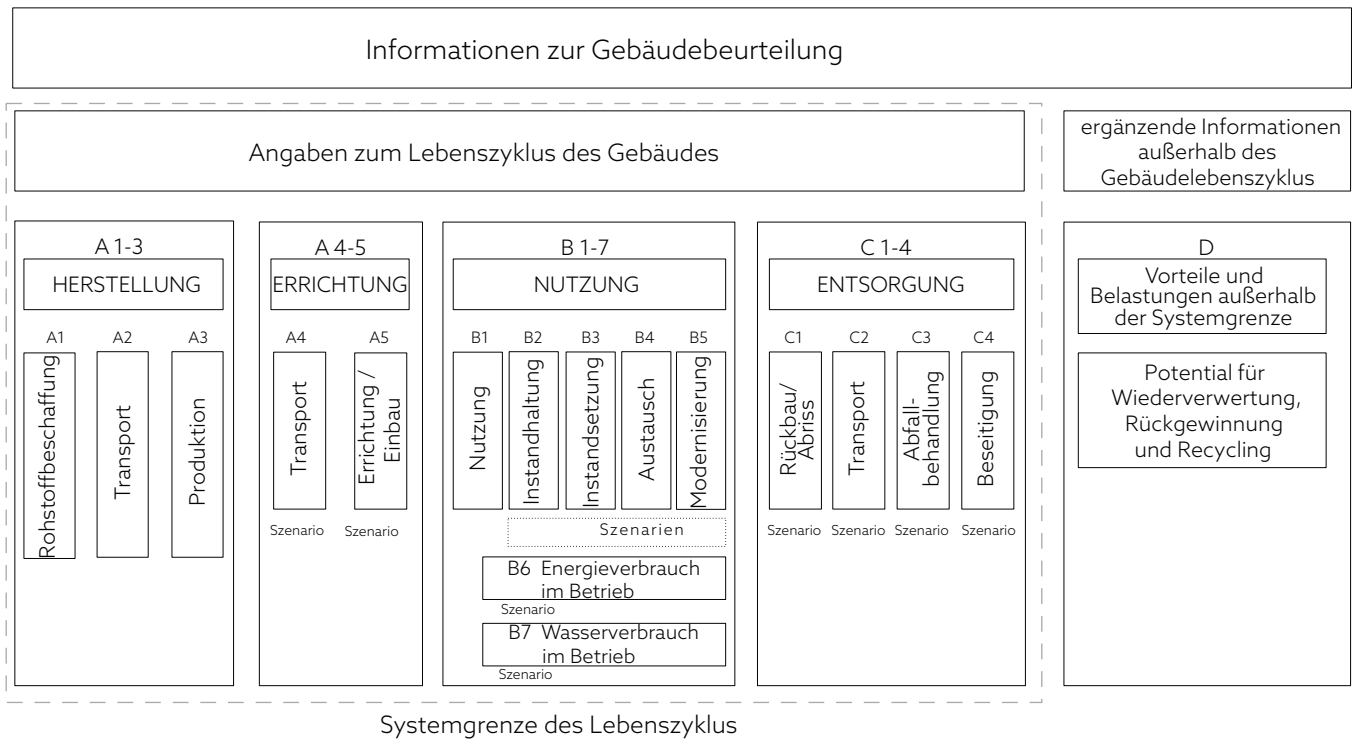 Informationen zur Gebäudebeurteilung
Angaben zum Lebenszyklus des Gebäudes
ergänzende Informationen
außerhalb des
Gebäudelebenszyklus
A 1-3
HERSTELLUNG
A1
A2
A3
Rohstoffbeschaffung
Transport
Produktion
A 4-5
ERRICHTUNG
A4
A5
Transport
Errichtung /
Einbau
Szenario
Szenario
B 1-7
NUTZUNG
B1
B2
B3
B4
B5
Nutzung
Instandhaltung
Instandsetzung
Austausch
Modernisierung
Szenarien
B6 Energieverbrauch
im Betrieb
Szenario
B7 Wasserverbrauch
im Betrieb
Szenario
C 1-4
ENTSORGUNG
C1
C2
C3
C4
Rückbau/
Abriss
Transport
Abfall-
behandlung
Beseitigung
Szenario
Szenario
Szenario
Szenario
D
Vorteile und
Belastungen außerhalb
der Systemgrenze
Potential für
Wiederverwertung,
Rückgewinnung
und Recycling
Systemgrenze des Lebenszyklus